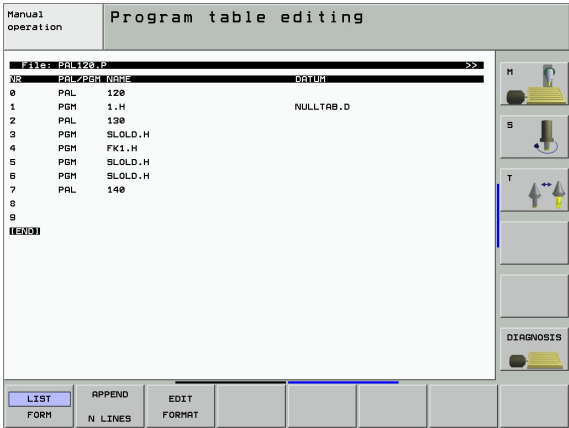 Manual
operation
Program table editing
File: PAL120.P >>
NR PAL/PGM NAME DATUM
0 PAL 120
1 PGM 1.H NULLTAB.D
2 PAL 130
3 PGM SLOLD.H
4 PGM FK1.H
5 PGM SLOLD.H
6 PGM SLOLD.H
7 PAL 140
8
9
[END]
M
S
T
DIAGNOSIS
LIST
FORM
APPEND
N LINES
EDIT
FORMAT